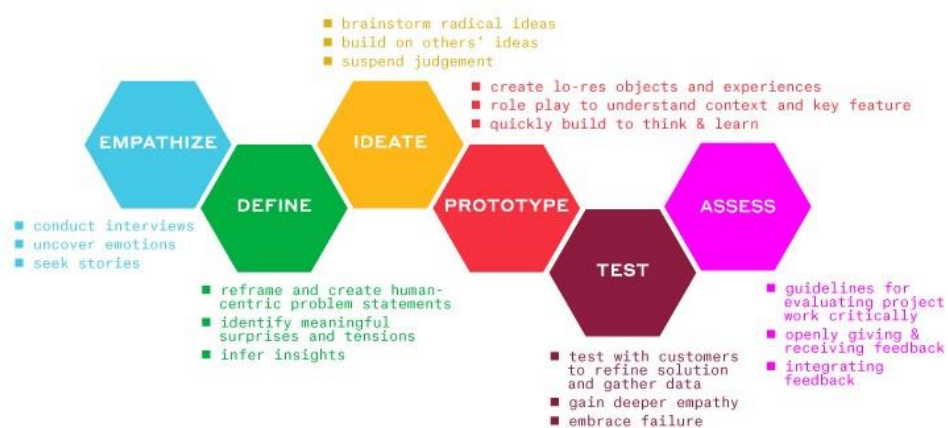 ■ brainstorm radical ideas
■ build on others' ideas
■ suspend judgement
■ create lo-res objects and experiences
■ role play to understand context and key feature
■ quickly build to think & learn
EMPATHIZE
IDEATE
DEFINE
PROTOTYPE
ASSESS
TEST
■ conduct interviews
■ uncover emotions
■ seek stories
■ reframe and create human-
centric problem statements
■ identify meaningful
surprises and tensions
■ infer insights
■ test with customers
to refine solution
and gather data
■ gain deeper empathy
■ embrace failure
■ guidelines for
evaluating project
work critically
■ openly giving &
receiving feedback
■ integrating
feedback